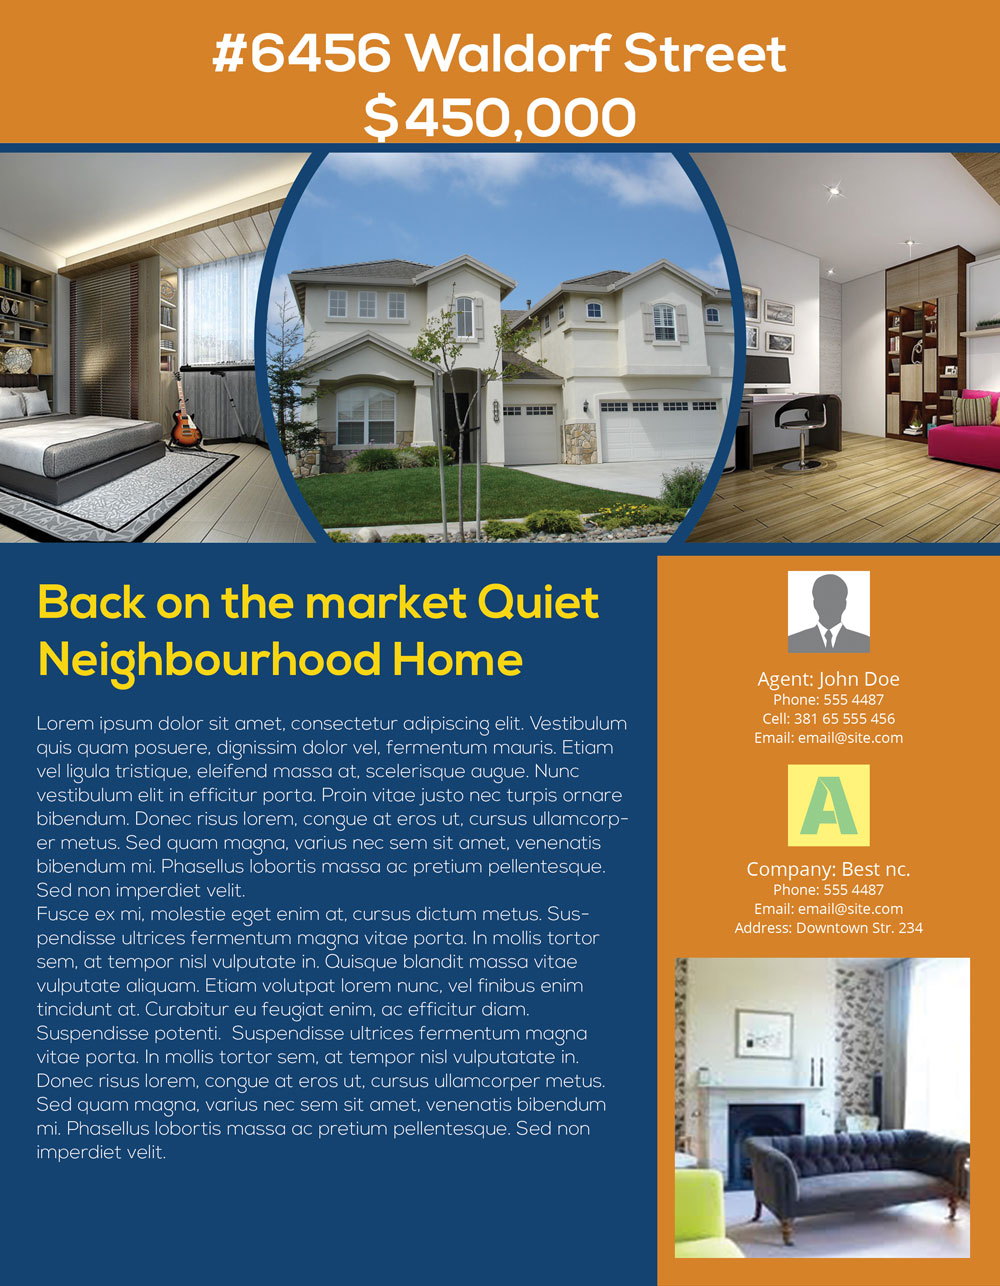 #6456 Waldorf Street
$450,000
Back on the market Quiet
Neighbourhood Home
Lorem ipsum dolor sit amet, consectetur adipiscing elit. Vestibulum
quis quam posuere, dignissim dolor vel, fermentum mauris. Etiam
vel ligula tristique, eleifend massa at, scelerisque augue. Nunc
vestibulum elit in efficitur porta. Proin vitae justo nec turpis ornare
bibendum. Donec risus lorem, congue at eros ut, cursus ullamcorp-
er metus. Sed quam magna, varius nec sem sit amet, venenatis
bibendum mi. Phasellus lobortis massa ac pretium pellentesque.
Sed non imperdiet velit.
Fusce ex mi, molestie eget enim at, cursus dictum metus. Sus-
pendisse ultrices fermentum magna vitae porta. In mollis tortor
sem, at tempor nisl vulputate in. Quisque blandit massa vitae
vulputate aliquam. Etiam volutpat lorem nunc, vel finibus enim
tincidunt at. Curabitur eu feugiat enim, ac efficitur diam.
Suspendisse potenti.  Suspendisse ultrices fermentum magna
vitae porta. In mollis tortor sem, at tempor nisl vulputatate in.
Donec risus lorem, congue at eros ut, cursus ullamcorper metus.
Sed quam magna, varius nec sem sit amet, venenatis bibendum
mi. Phasellus lobortis massa ac pretium pellentesque. Sed non
imperdiet velit.
Agent: John Doe
Phone: 555 4487
Cell: 381 65 555 456
Email: email@site.com
A
Company: Best nc.
Phone: 555 4487
Email: email@site.com
Address: Downtown Str. 234